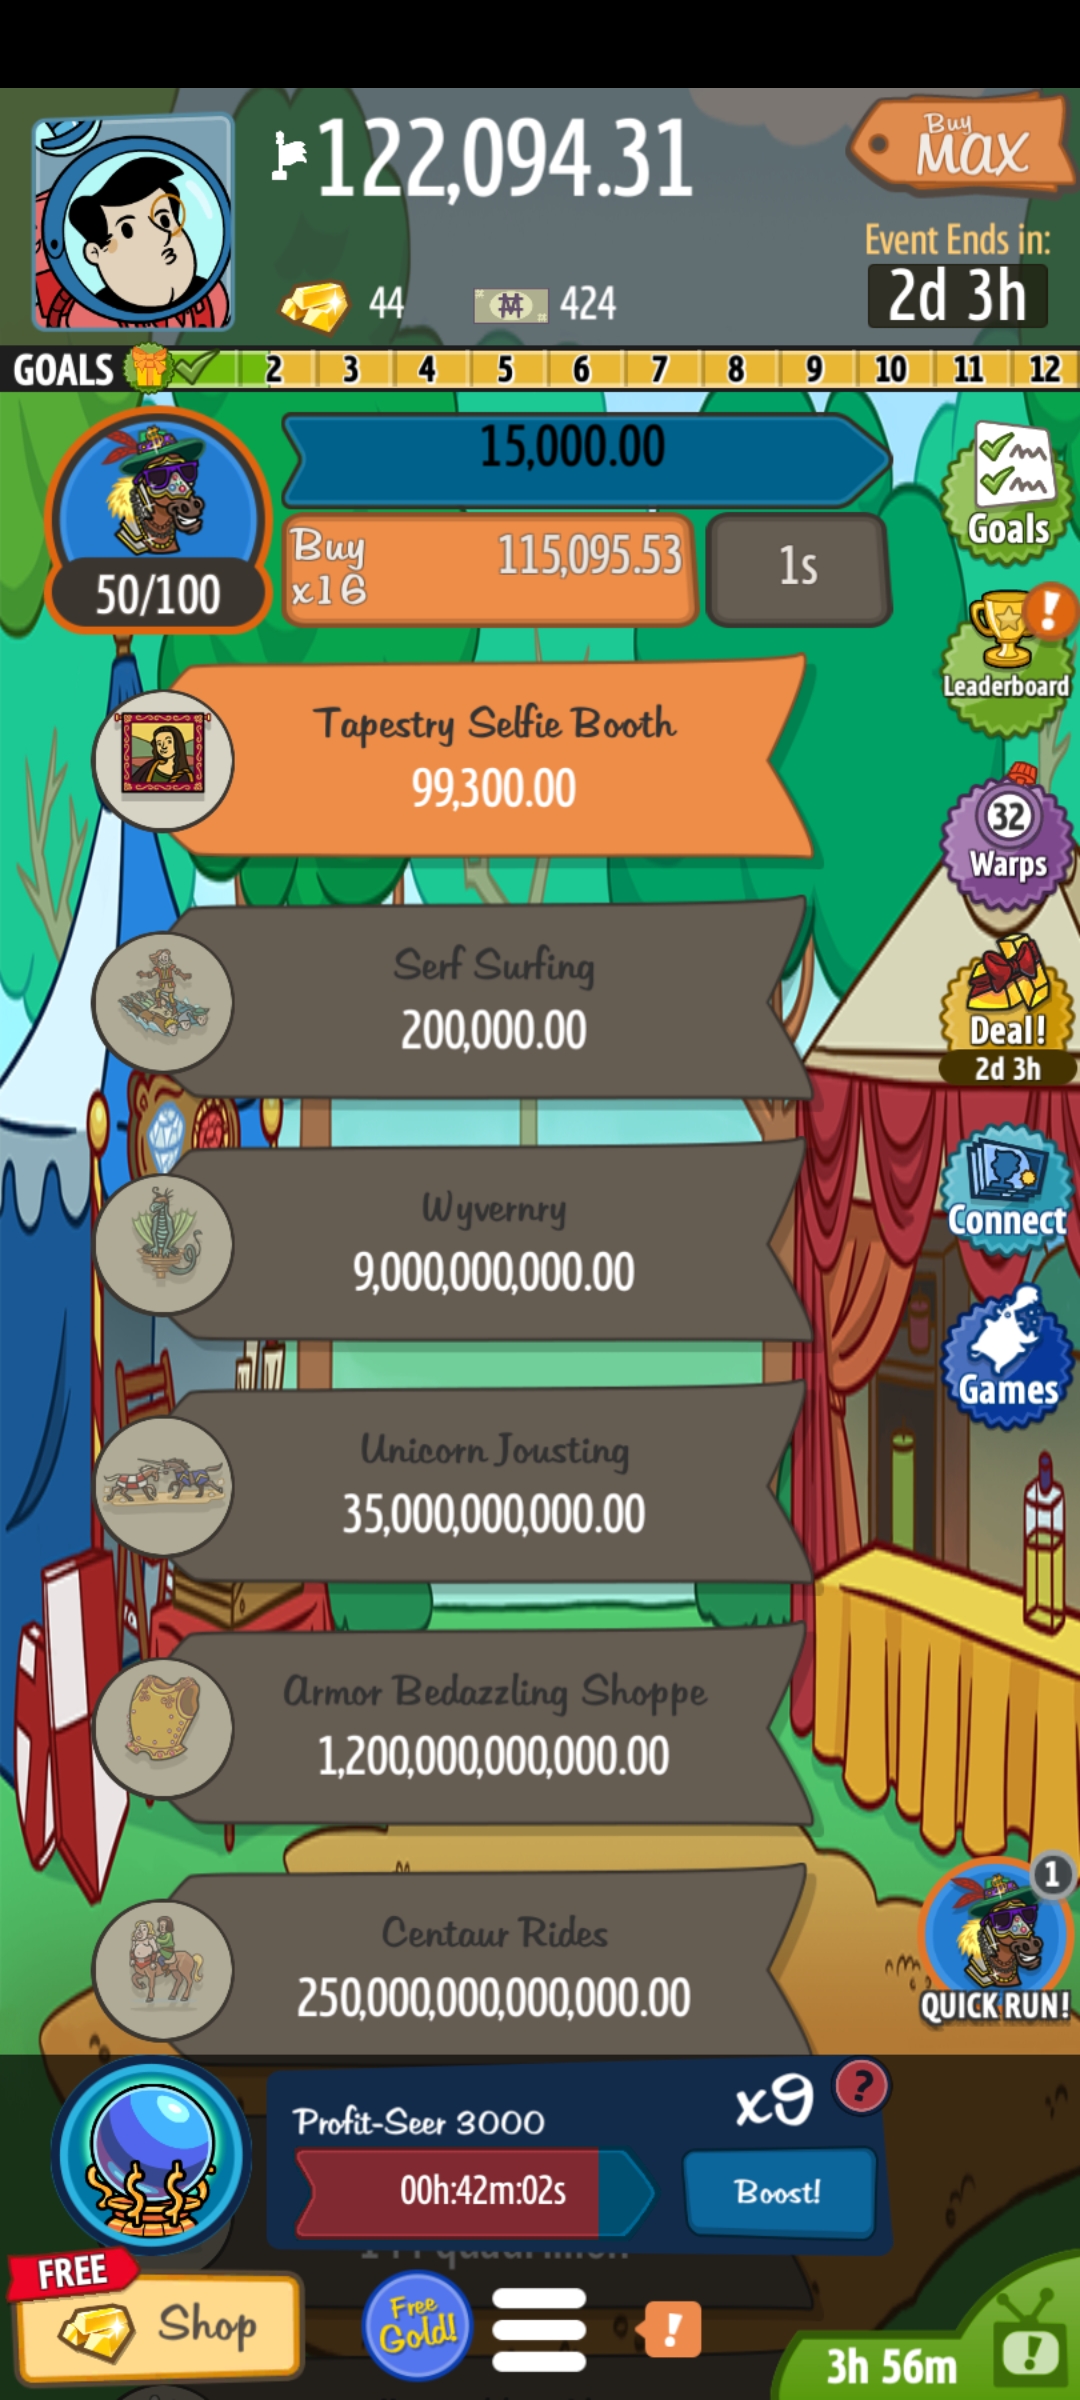 122,094.31
Buy
MAX
44
424
Event Ends in:
2d 3h
GOALS
2 3 4 5 6 7 8 9 10 11 12
15,000.00
Buy
x16
115,095.53
1s
50/100
Goals
Leaderboard
Tapestry Selfie Booth
99,300.00
32
Warps
Serf Surfing
200,000.00
Deal!
2d 3h
Wyvernry
9,000,000,000.00
Connect
Games
Unicorn Jousting
35,000,000,000.00
Armor Bedazzling Shoppe
1,200,000,000,000.00
Centaur Rides
250,000,000,000,000.00
1
QUICK RUN!
Profit-Seer 3000
x9
?
00h:42m:02s
Boost!
FREE
Shop
Free
Gold!
!
3h 56m